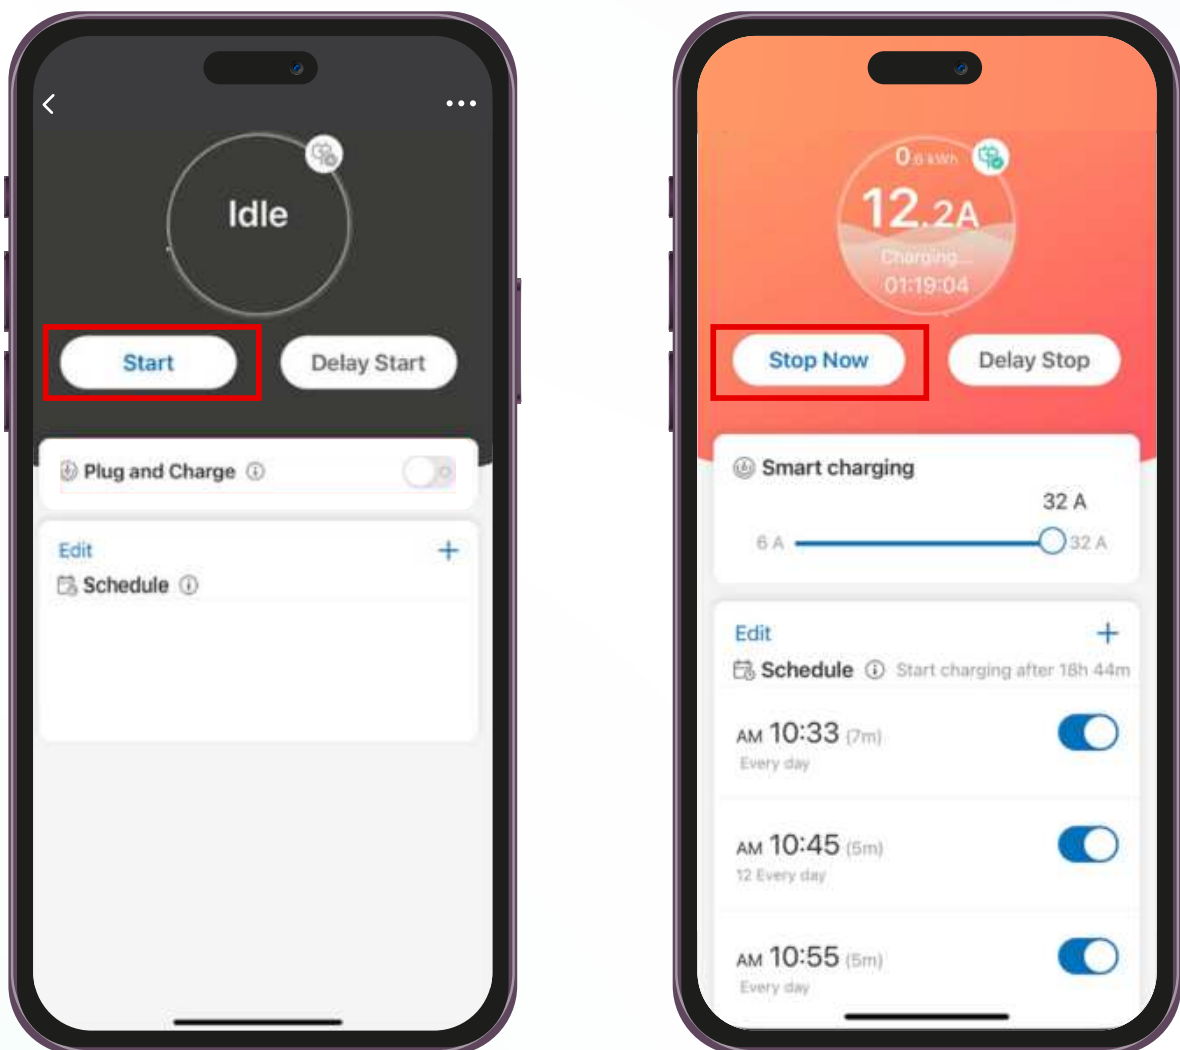 Idle
Start
Delay Start
Plug and Charge
Edit
Schedule
0.6 kWh
12.2A
Charging...
01:19:04
Stop Now
Delay Stop
Smart charging
32 A
6 A
32 A
Edit
Schedule Start charging after 18h 44m
AM 10:33 (7m)
Every day
AM 10:45 (5m)
12 Every day
AM 10:55 (5m)
Every day